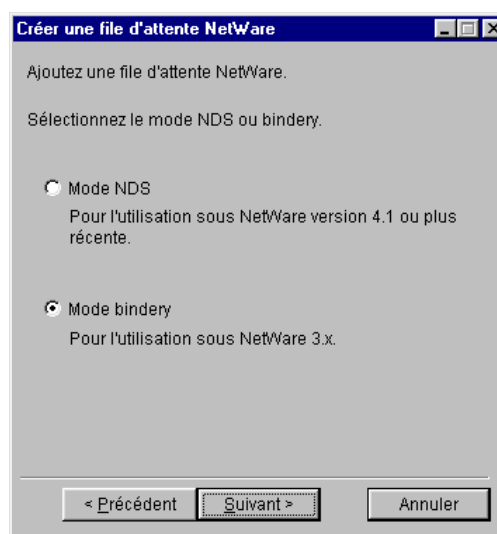 Créer une file d'attente NetWare
Ajoutez une file d'attente NetWare.
Sélectionnez le mode NDS ou bindery.
Mode NDS
Pour l'utilisation sous NetWare version 4.1 ou plus
récente.
Mode bindery
Pour l'utilisation sous NetWare 3.x.
< Précédent
Suivant >
Annuler